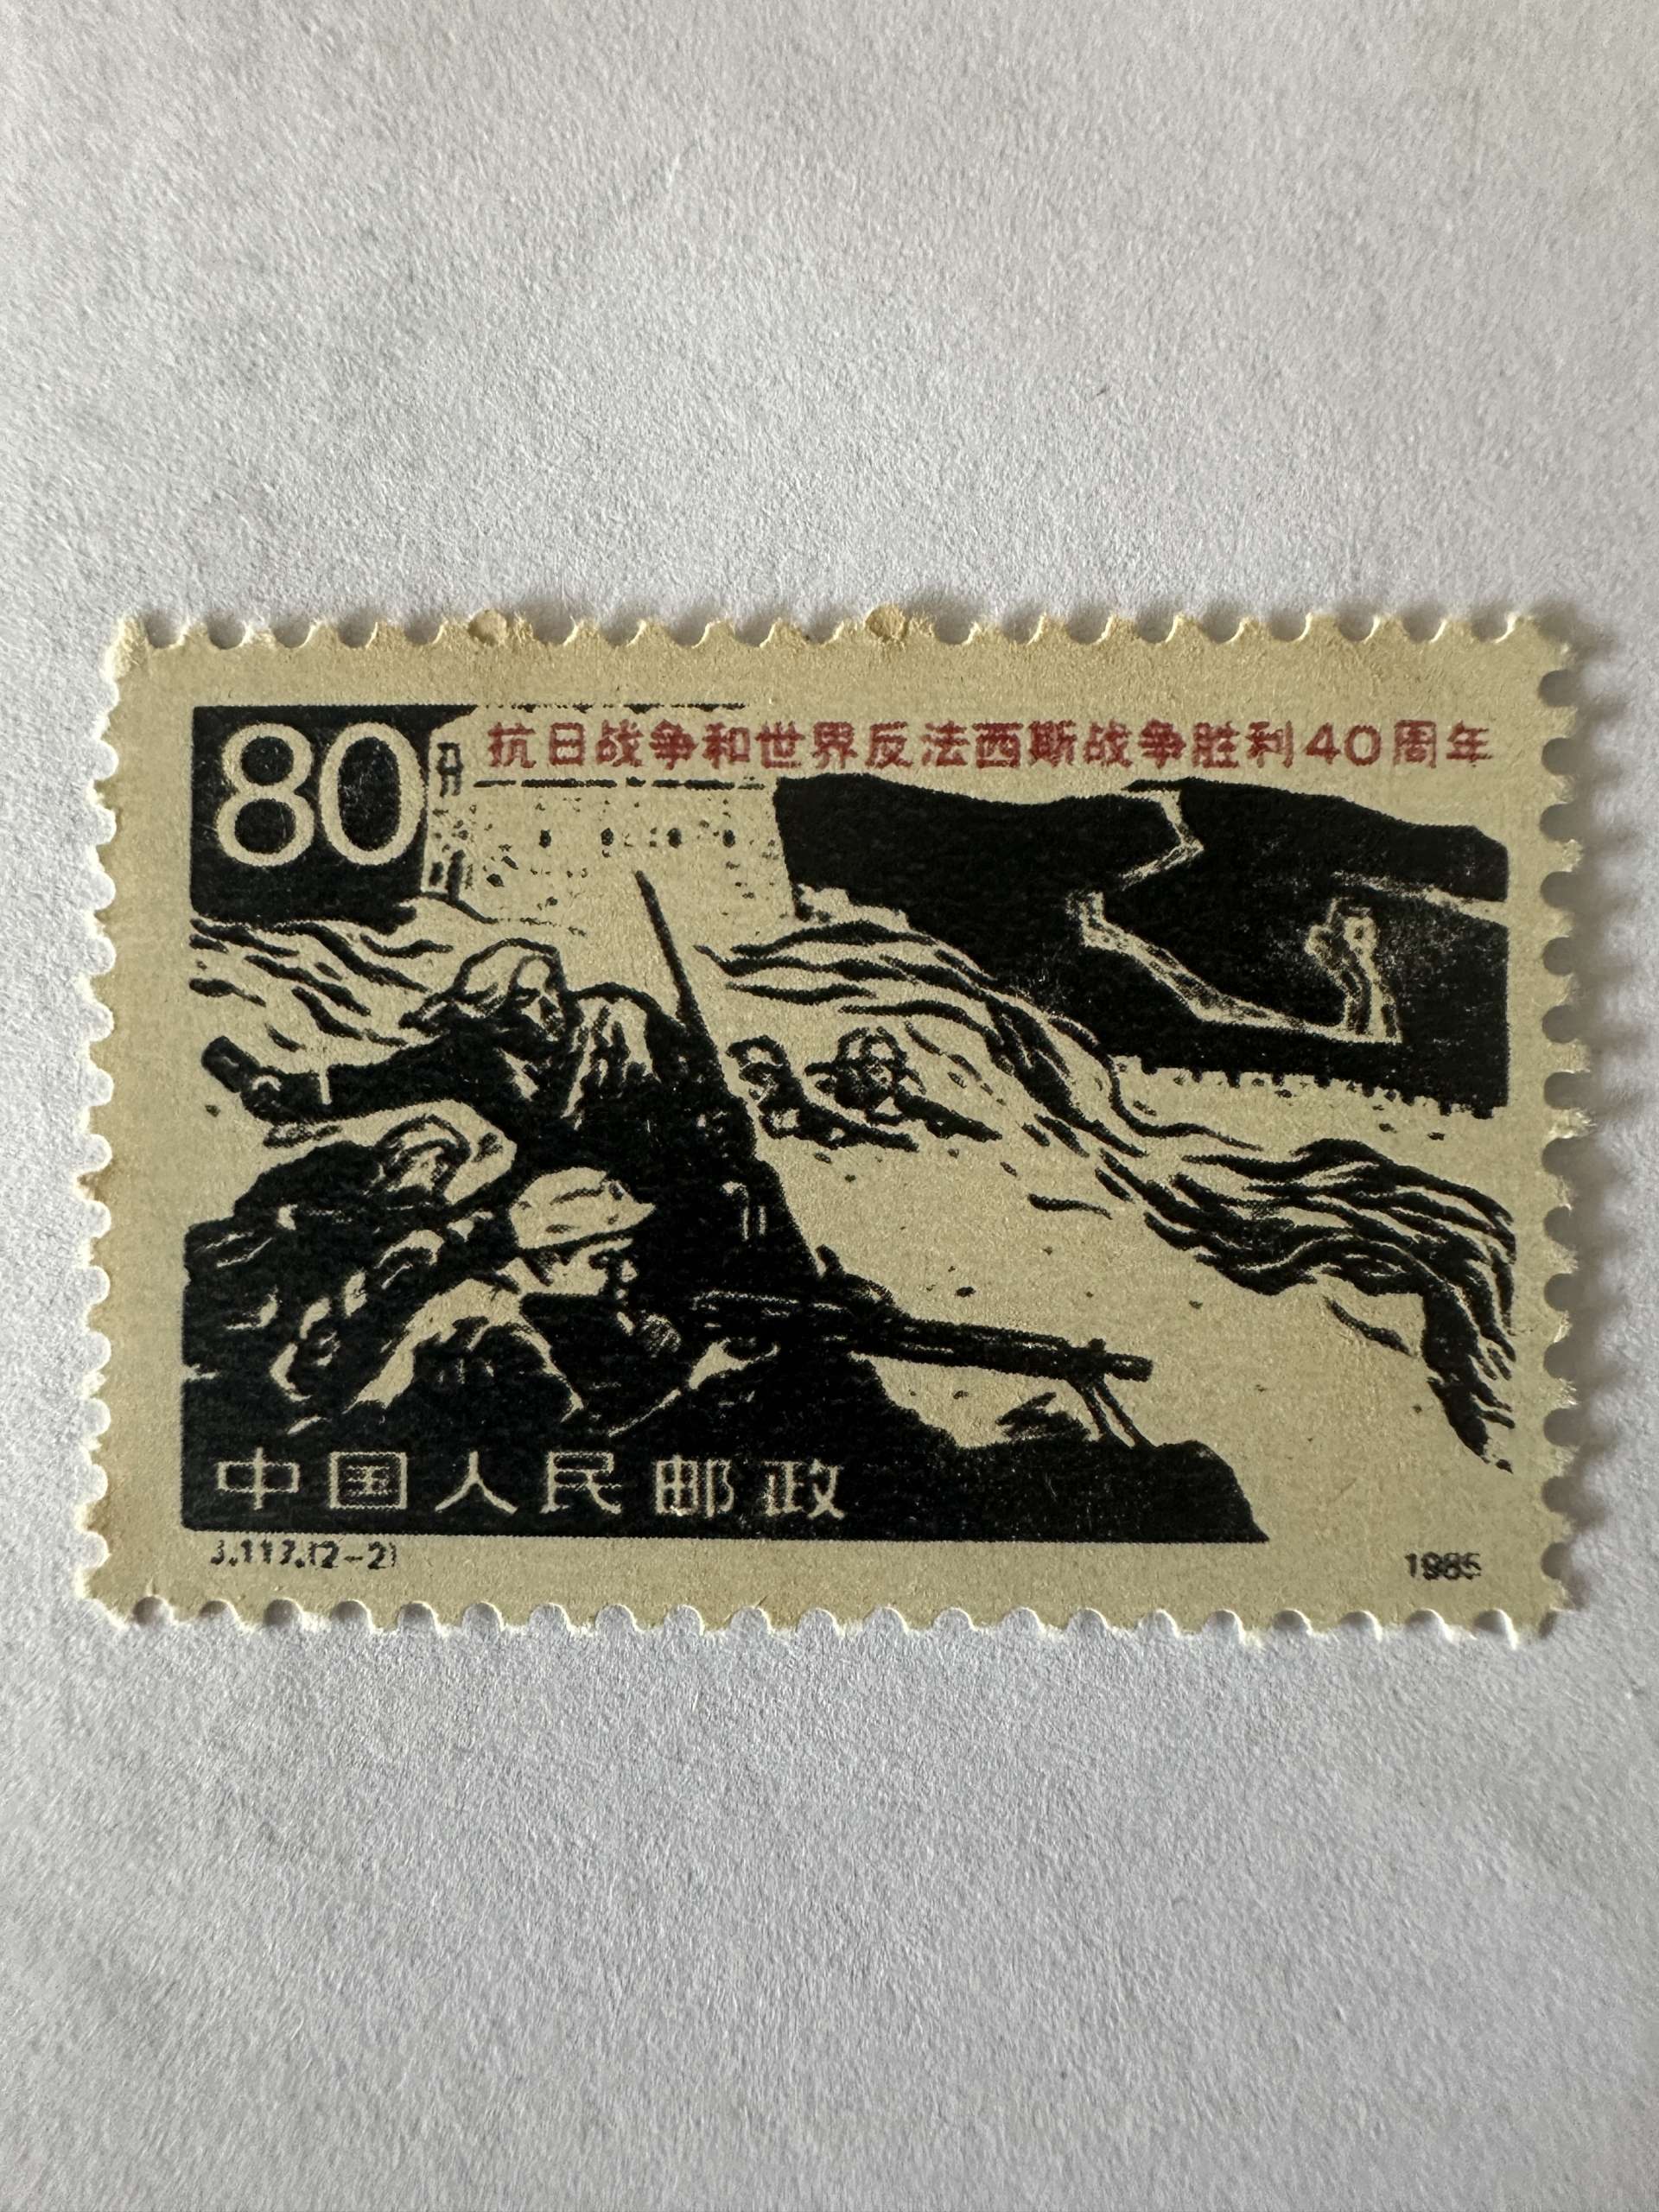 80分 抗日战争和世界反法西斯战争胜利40周年
中国人民邮政
J.117.(2-2) 1985